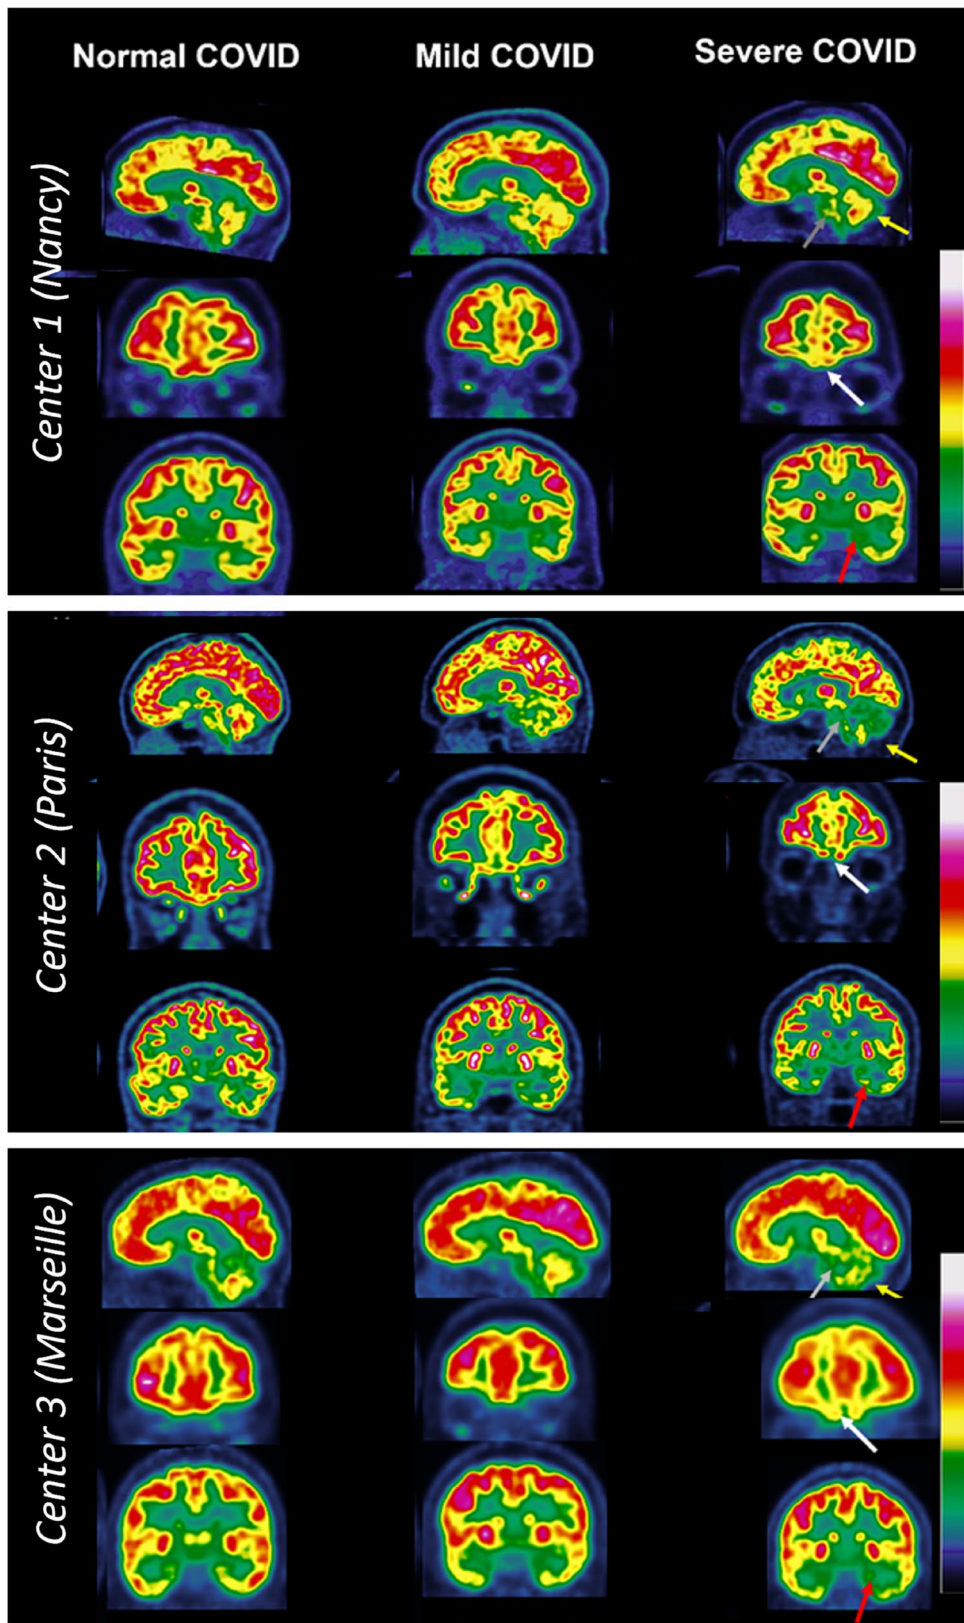 Normal COVID
Mild COVID
Severe COVID
Center 1 (Nancy)
Center 2 (Paris)
Center 3 (Marseille)